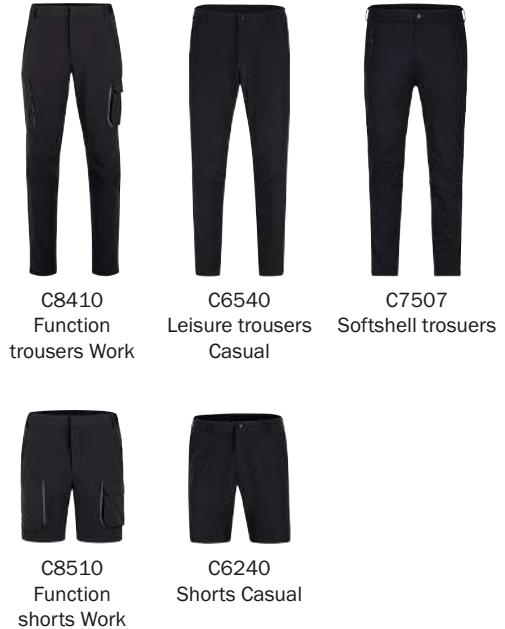 C8410
Function
trousers Work
C6540
Leisure trousers
Casual
C7507
Softshell trosuers
C8510
Function
shorts Work
C6240
Shorts Casual